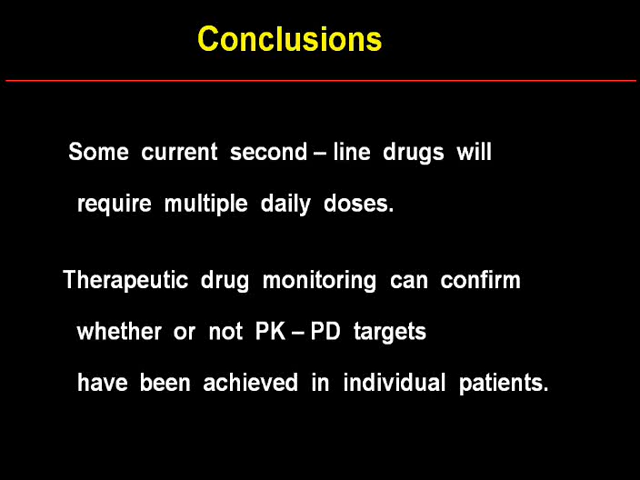 Conclusions
Some current second – line drugs will
require multiple daily doses.
Therapeutic drug monitoring can confirm
whether or not PK – PD targets
have been achieved in individual patients.